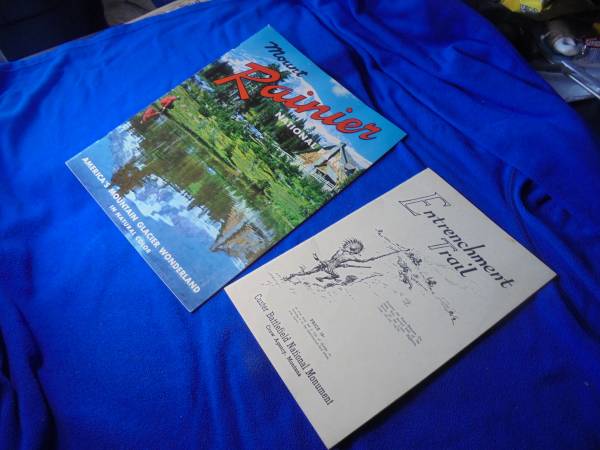 Mount
Rainier
NATIONAL
AMERICA'S MOUNTAIN GLACIER WONDERLAND
IN NATURAL COLOR
Entrenchment
Trail
Custer Battlefield National Monument
Crow Agency, Montana